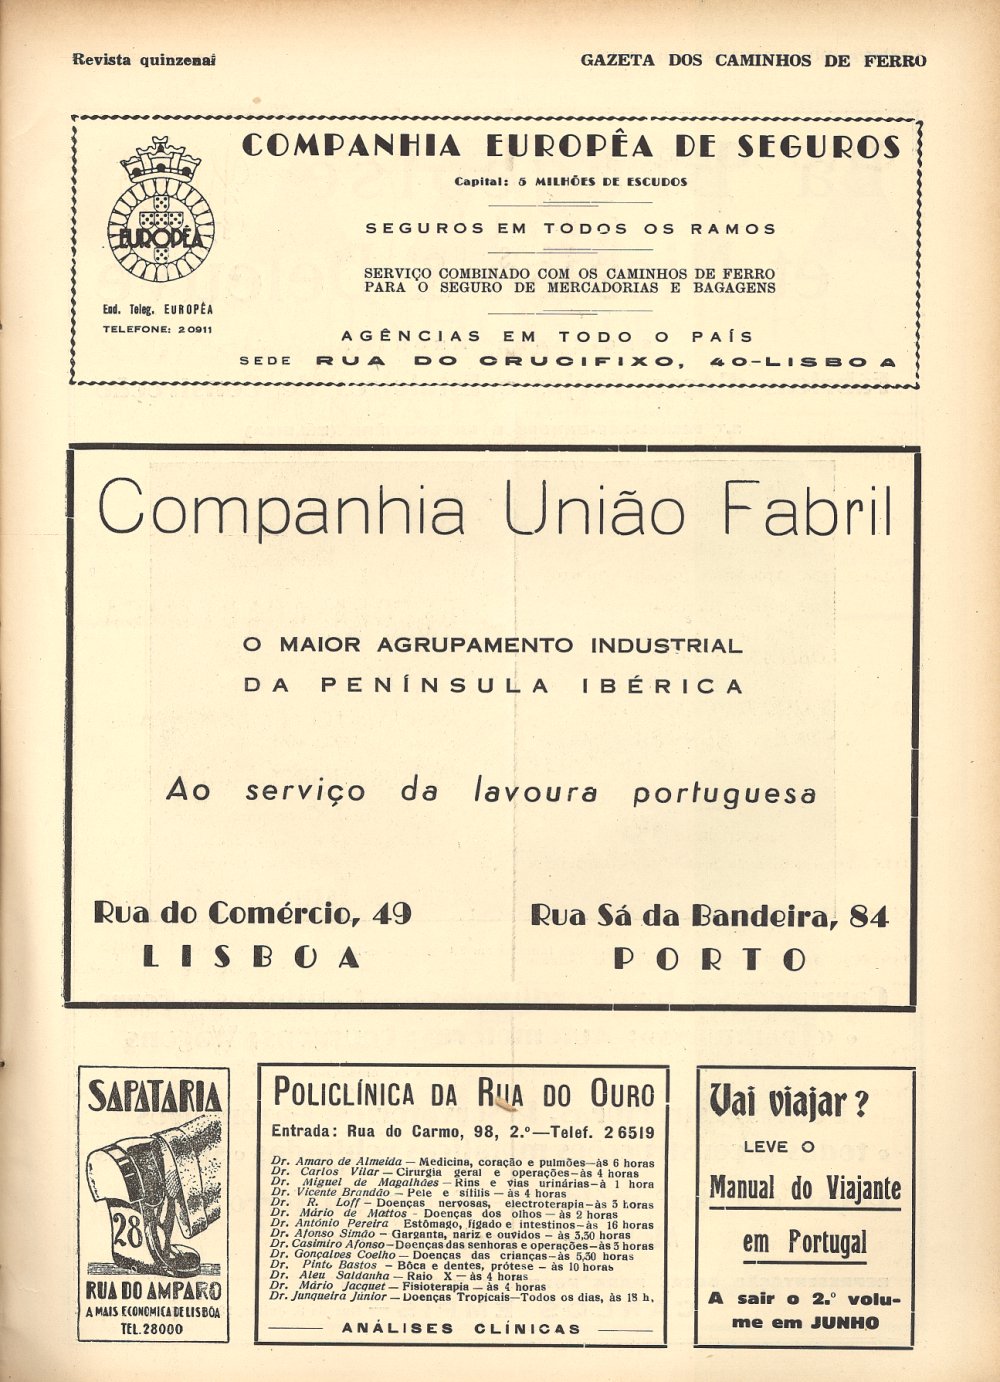 Revista quinzenal
GAZETA DOS CAMINHOS DE FERRO
COMPANHIA EUROPÊA DE SEGUROS
Capital: 5 MILHÕES DE ESCUDOS
EUROPÊA
SEGUROS EM TODOS OS RAMOS
SERVIÇO COMBINADO COM OS CAMINHOS DE FERRO
PARA O SEGURO DE MERCADORIAS E BAGAGENS
End. Teleg. EUROPÊA
TELEFONE: 20911
AGÊNCIAS EM TODO O PAÍS
SEDE RUA DO CRUCIFIXO, 40-LISBOA
Companhia União Fabril
O MAIOR AGRUPAMENTO INDUSTRIAL
DA PENÍNSULA IBÉRICA
Ao serviço da lavoura portuguesa
Rua do Comércio, 49
LISBOA
Rua Sá da Bandeira, 84
PORTO
SAPATARIA
28
RUA DO AMPARO
A MAIS ECONOMICA DE LISBÔA
TEL. 28000
POLICLÍNICA DA RUA DO OURO
Entrada: Rua do Carmo, 98, 2.º—Telef. 26519
Dr. Amaro de Almeida — Medicina, coração e pulmões—às 6 horas
Dr. Carlos Vilar — Cirurgia geral e operações—às 4 horas
Dr. Miguel de Magalhães — Rins e vias urinárias—à 1 hora
Dr. Vicente Brandão — Pele e sífilis — às 4 horas
Dr. R. Loff — Doenças nervosas, electroterapia—às 3 horas
Dr. Mário de Mattos - Doenças dos olhos — às 2 horas
Dr. António Pereira Estômago, fígado e intestinos—às 16 horas
Dr. Afonso Simão — Garganta, nariz e ouvidos — às 3,30 horas
Dr. Casimiro Afonso—Doenças das senhoras e operações—às 3 horas
Dr. Gonçalves Coelho — Doenças das crianças—às 5,30 horas
Dr. Pinto Bastos — Bôca e dentes, prótese — às 10 horas
Dr. Aleu Saldanha — Raio X — às 4 horas
Dr. Mário Jacquet — Fisioterapia — às 4 horas
Dr. Junqueira Júnior — Doenças Tropicais—Todos os dias, às 18 h.
ANÁLISES CLÍNICAS
Vai viajar?
LEVE O
Manual do Viajante
em Portugal
A sair o 2.º volu-
me em JUNHO